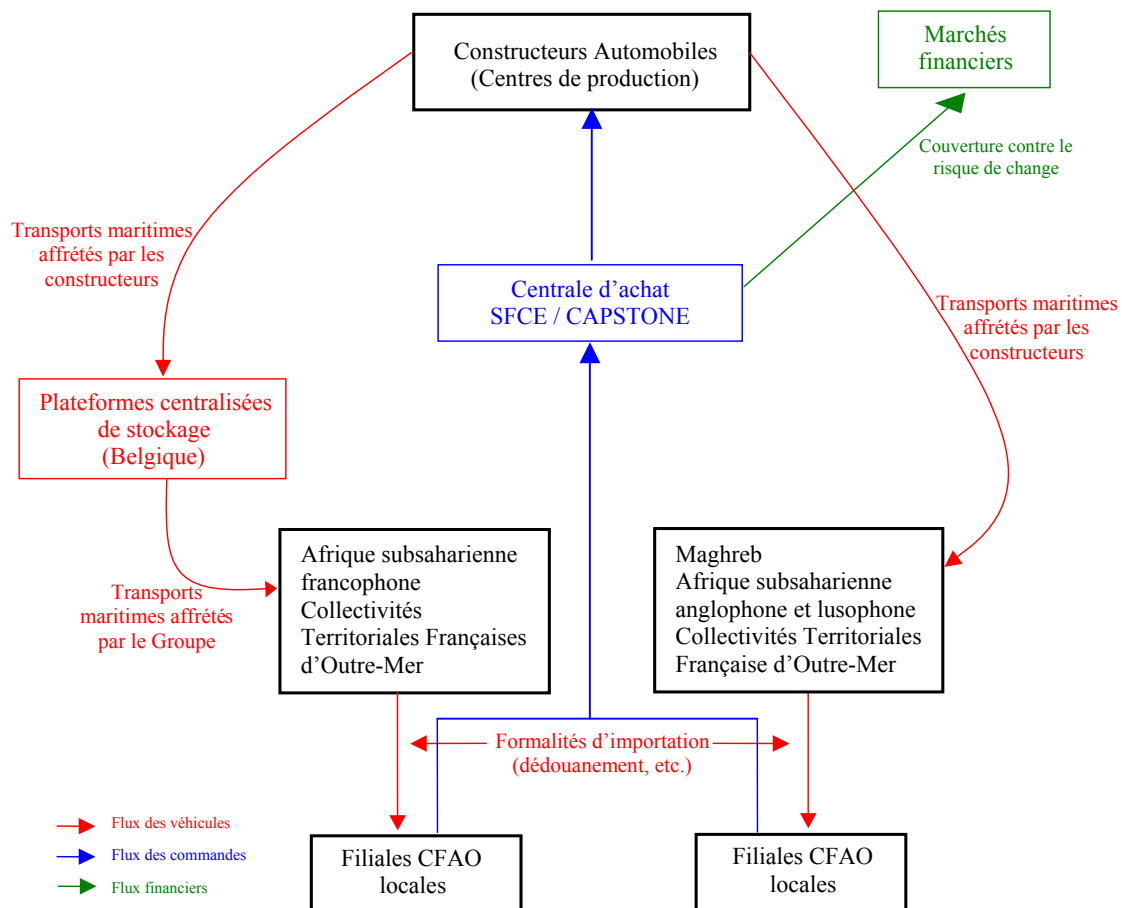 Constructeurs Automobiles
(Centres de production)
Marchés
financiers
Couverture contre le
risque de change
Transports maritimes
affrétés par les
constructeurs
Centrale d’achat
SFCE / CAPSTONE
Transports maritimes
affrétés par les
constructeurs
Plateformes centralisées
de stockage
(Belgique)
Afrique subsaharienne
francophone
Collectivités
Territoriales Françaises
d’Outre-Mer
Maghreb
Afrique subsaharienne
anglophone et lusophone
Collectivités Territoriales
Française d’Outre-Mer
Transports
maritimes affrétés
par le Groupe
Formalités d’importation
(dédouanement, etc.)
Flux des véhicules
Flux des commandes
Flux financiers
Filiales CFAO
locales
Filiales CFAO
locales